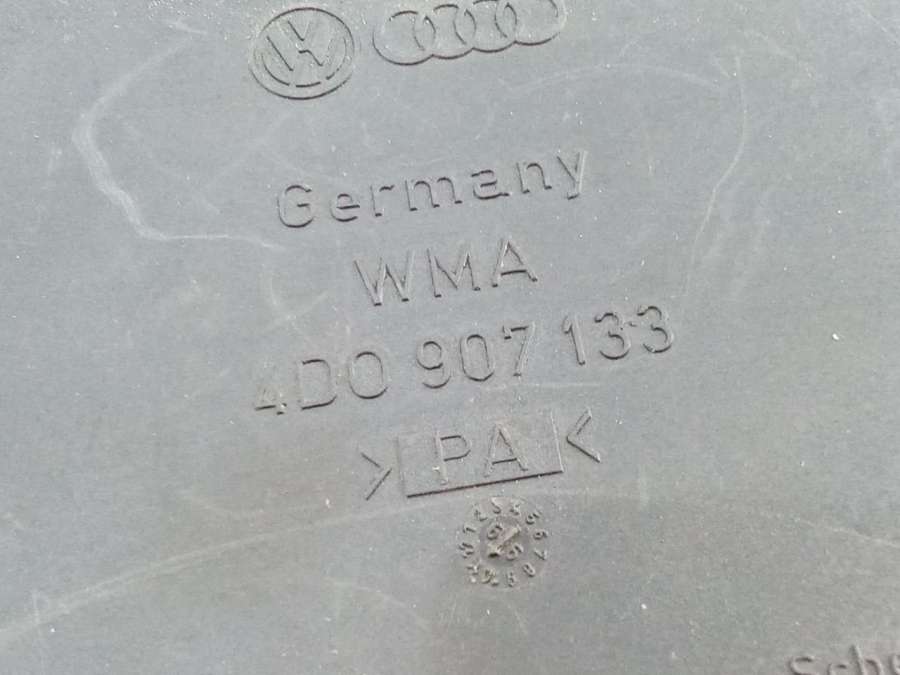 Germany
WMA
4D0 907 133
>PA<